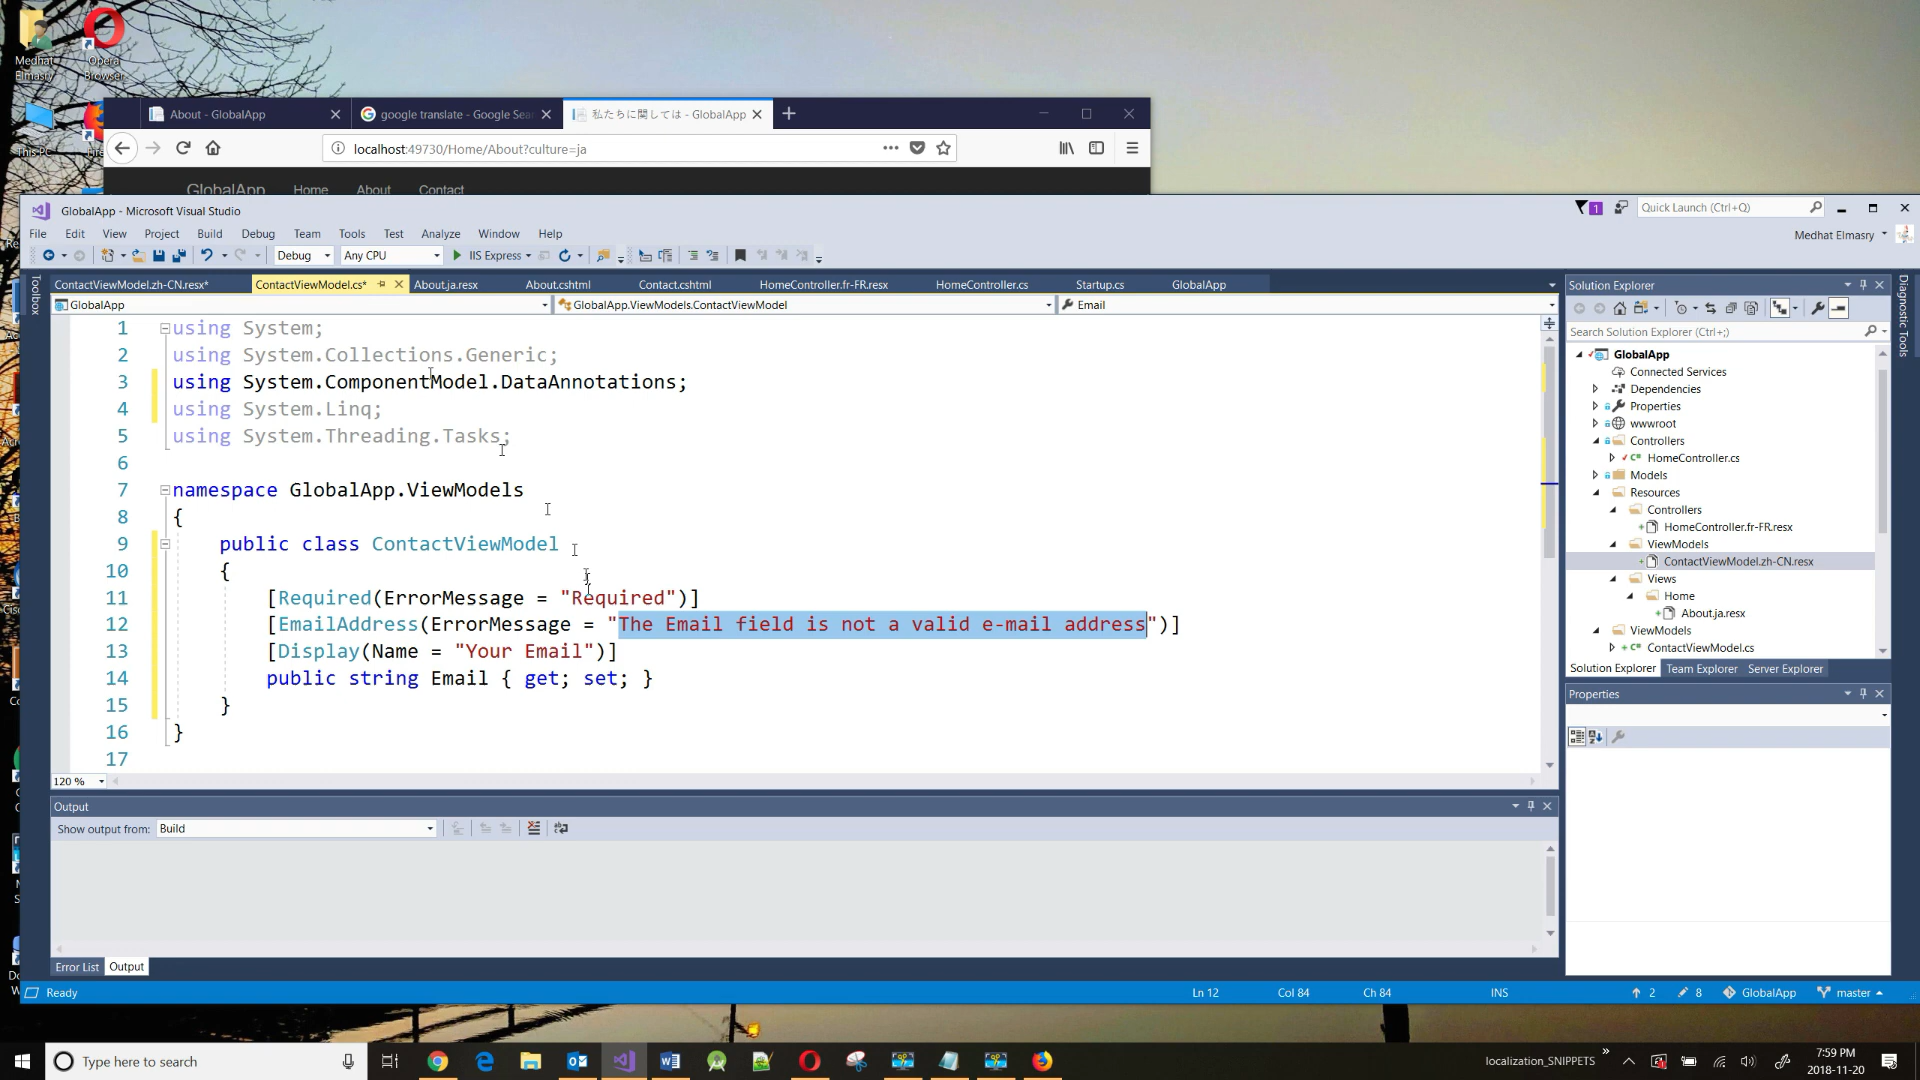 Medhat
Elmasry
Opera
Browser
This PC
About - GlobalApp
google translate - Google Sea
私たちに関しては - GlobalApp
localhost:49730/Home/About?culture=ja
GlobalApp Home About Contact
GlobalApp - Microsoft Visual Studio
1
Quick Launch (Ctrl+Q)
File Edit View Project Build Debug Team Tools Test Analyze Window Help
Medhat Elmasry
Debug Any CPU IIS Express
Toolbox
ContactViewModel.zh-CN.resx* ContactViewModel.cs* About.ja.resx About.cshtml Contact.cshtml HomeController.fr-FR.resx HomeController.cs Startup.cs GlobalApp
GlobalApp GlobalApp.ViewModels.ContactViewModel Email
1 using System;
2 using System.Collections.Generic;
3 using System.ComponentModel.DataAnnotations;
4 using System.Linq;
5 using System.Threading.Tasks;
6
7 namespace GlobalApp.ViewModels
8 {
9 public class ContactViewModel
10 {
11 [Required(ErrorMessage = "Required")]
12 [EmailAddress(ErrorMessage = "The Email field is not a valid e-mail address")]
13 [Display(Name = "Your Email")]
14 public string Email { get; set; }
15 }
16 }
17
120 %
Output
Show output from: Build
Error List Output
Solution Explorer
Search Solution Explorer (Ctrl+;)
GlobalApp
Connected Services
Dependencies
Properties
wwwroot
Controllers
HomeController.cs
Models
Resources
Controllers
HomeController.fr-FR.resx
ViewModels
ContactViewModel.zh-CN.resx
Views
Home
About.ja.resx
ViewModels
ContactViewModel.cs
Solution Explorer Team Explorer Server Explorer
Properties
Diagnostic Tools
Ready Ln 12 Col 84 Ch 84 INS 2 8 GlobalApp master
Type here to search
localization_SNIPPETS
7:59 PM
2018-11-20